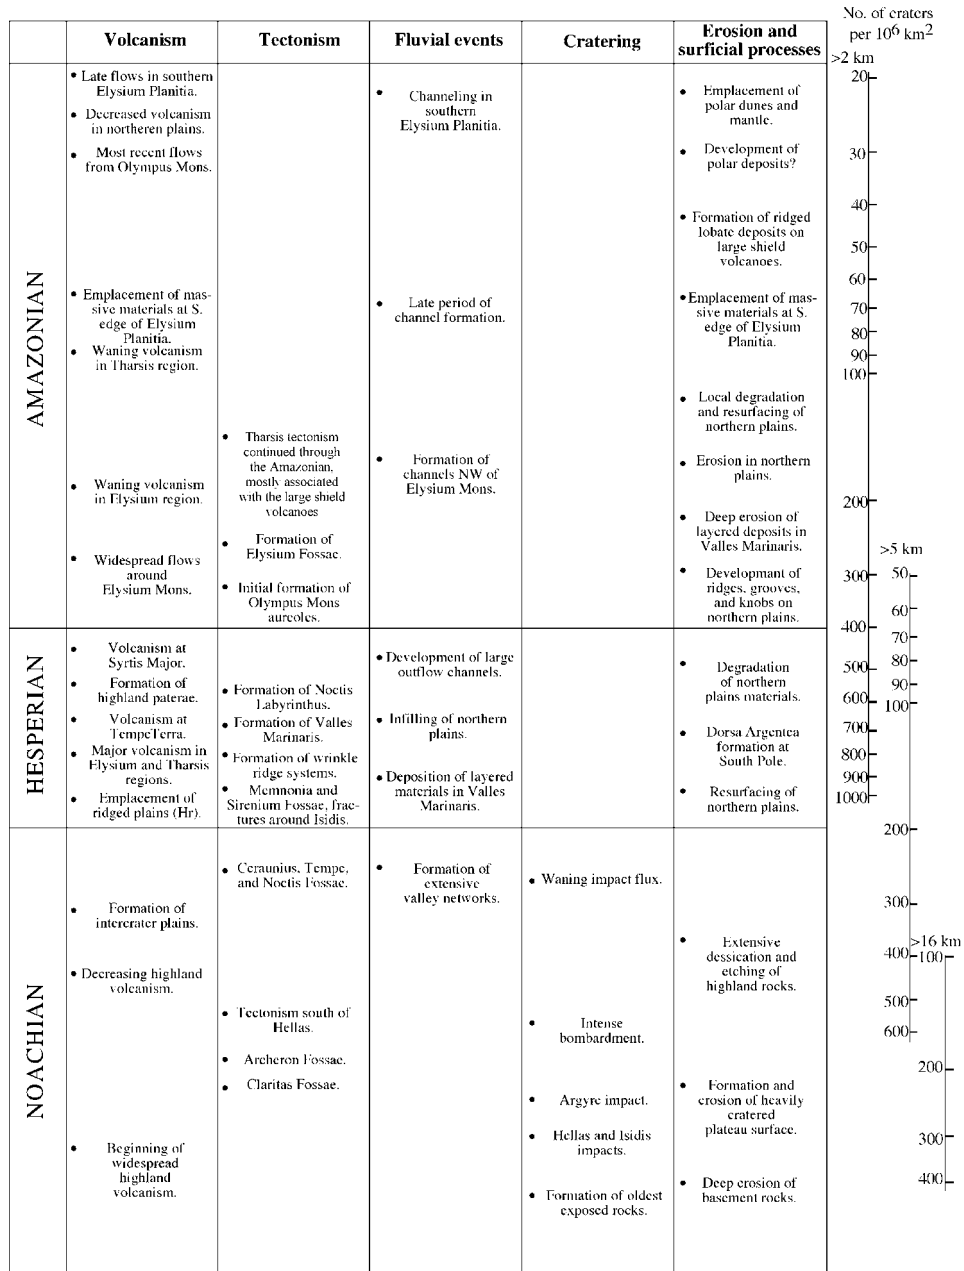 No. of craters
per 10^6 km^2
Volcanism
Tectonism
Fluvial events
Cratering
Erosion and
surficial processes
>2 km
AMAZONIAN
• Late flows in southern
Elysium Planitia.
• Decreased volcanism
in northeren plains.
• Most recent flows
from Olympus Mons.
• Emplacement of mas-
sive materials at S.
edge of Elysium
Planitia.
• Waning volcanism
in Tharsis region.
• Waning volcanism
in Elysium region.
• Widespread flows
around
Elysium Mons.
• Tharsis tectonism
continued through
the Amazonian,
mostly associated
with the large shield
volcanoes
• Formation of
Elysium Fossae.
• Initial formation of
Olympus Mons
aureoles.
• Channeling in
southern
Elysium Planitia.
• Late period of
channel formation.
• Formation of
channels NW of
Elysium Mons.
• Emplacement of
polar dunes and
mantle.
• Development of
polar deposits?
• Formation of ridged
lobate deposits on
large shield
volcanoes.
• Emplacement of mas-
sive materials at S.
edge of Elysium
Planitia.
• Local degradation
and resurfacing of
northern plains.
• Erosion in northern
plains.
• Deep erosion of
layered deposits in
Valles Marinaris.
• Developmant of
ridges, grooves,
and knobs on
northern plains.
HESPERIAN
• Volcanism at
Syrtis Major.
• Formation of
highland paterae.
• Volcanism at
TempeTerra.
• Major volcanism in
Elysium and Tharsis
regions.
• Emplacement of
ridged plains (Hr).
• Formation of Noctis
Labyrinthus.
• Formation of Valles
Marinaris.
• Formation of wrinkle
ridge systems.
• Memnonia and
Sirenium Fossae, frac-
tures around Isidis.
• Development of large
outflow channels.
• Infilling of northern
plains.
• Deposition of layered
materials in Valles
Marinaris.
• Degradation
of northern
plains materials.
• Dorsa Argentea
formation at
South Pole.
• Resurfacing of
northern plains.
NOACHIAN
• Formation of
intercrater plains.
• Decreasing highland
volcanism.
• Beginning of
widespread
highland
volcanism.
• Ceraunius, Tempe,
and Noctis Fossae.
• Tectonism south of
Hellas.
• Archeron Fossae.
• Claritas Fossae.
• Formation of
extensive
valley networks.
• Waning impact flux.
• Intense
bombardment.
• Argyre impact.
• Hellas and Isidis
impacts.
• Formation of oldest
exposed rocks.
• Extensive
dessication and
etching of
highland rocks.
• Formation and
erosion of heavily
cratered
plateau surface.
• Deep erosion of
basement rocks.
20
30
40
50
60
70
80
90
100
200
300
400
500
600
700
800
900
1000
>5 km
50
60
70
80
90
100
200
300
400
500
600
>16 km
100
200
300
400